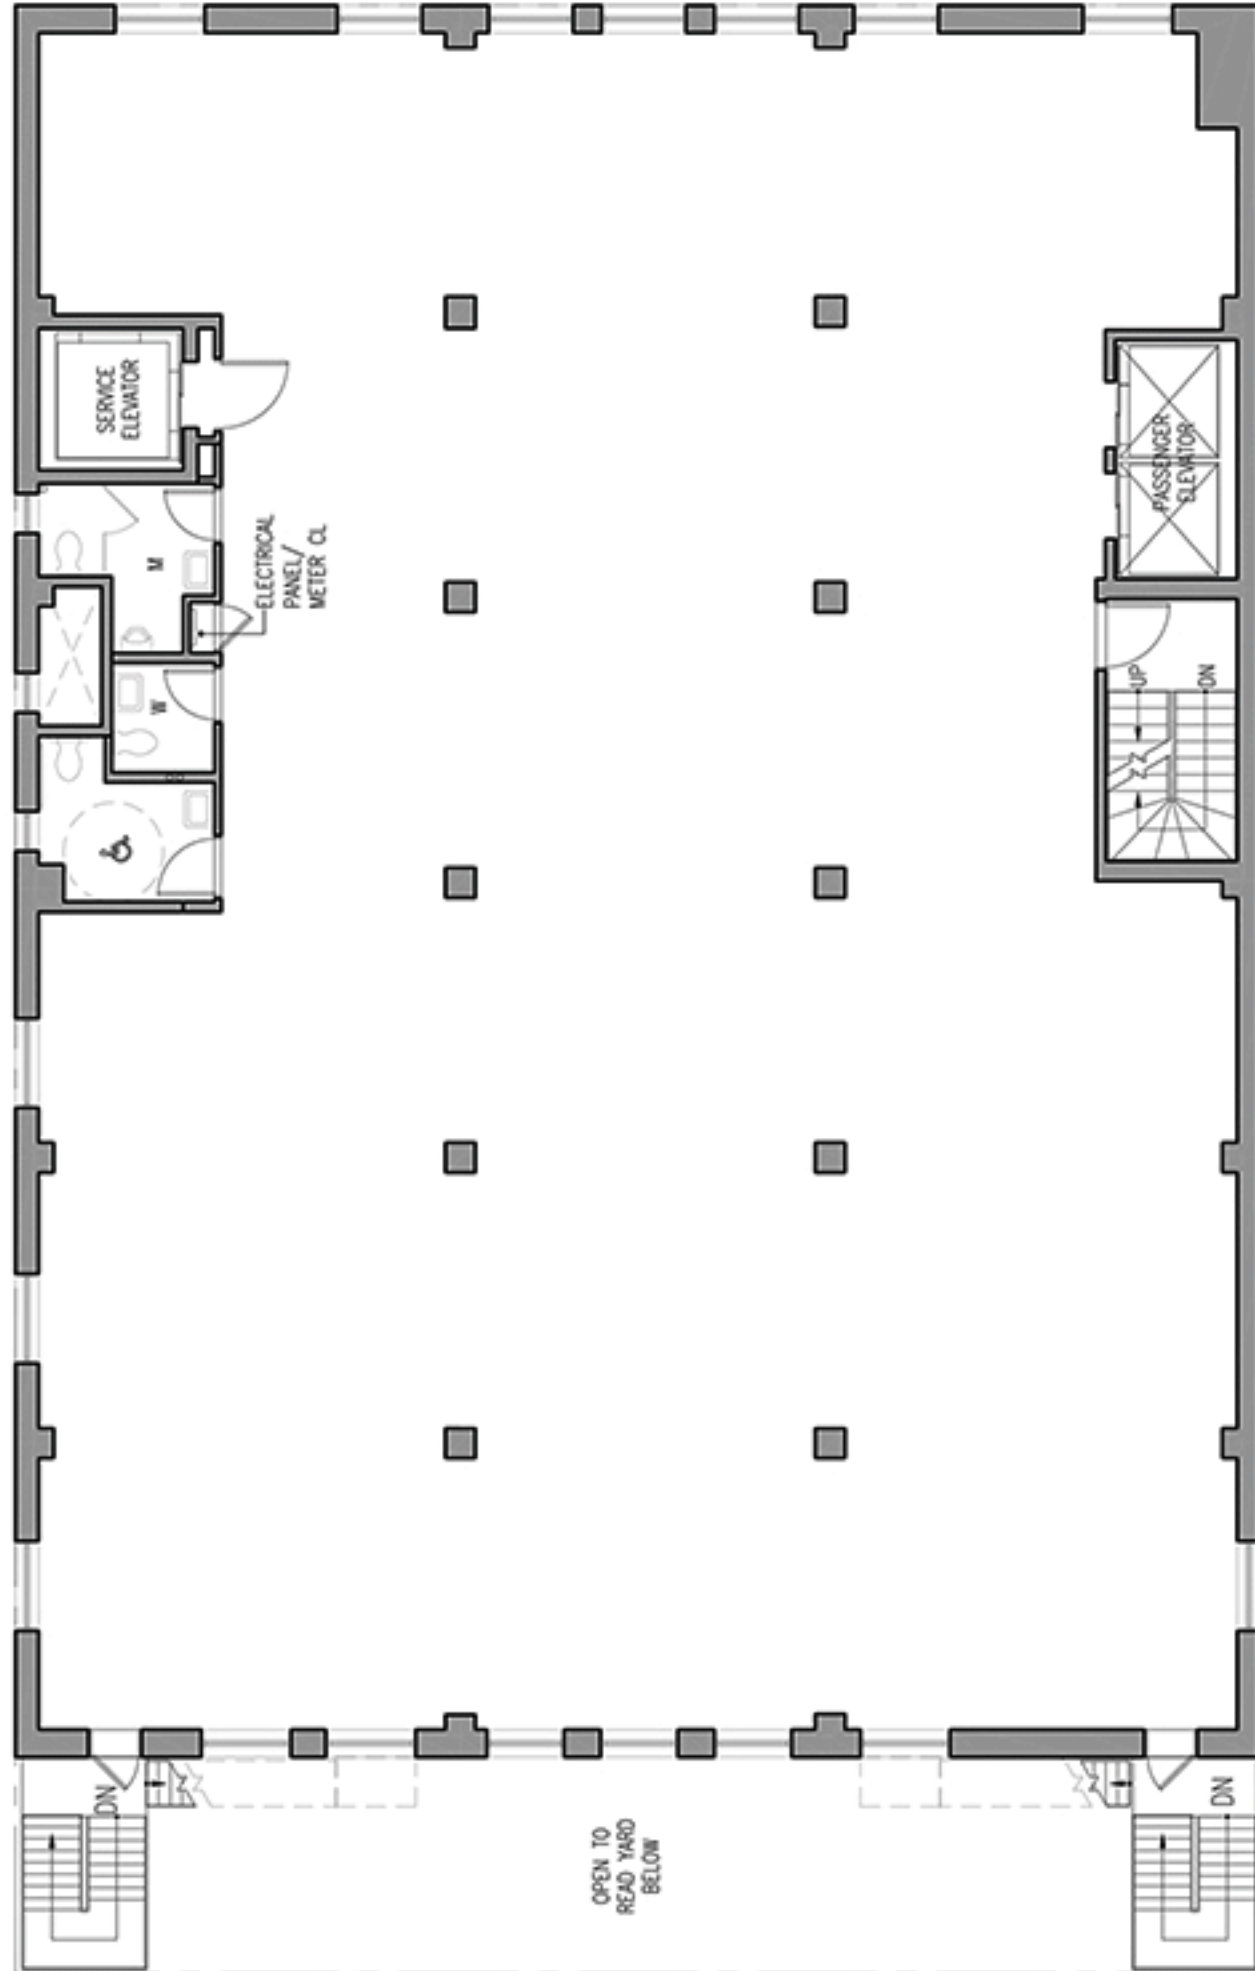 SERVICE
ELEVATOR
PASSENGER
ELEVATOR
M
ELECTRICAL
PANEL/
METER CL
W
UP
DN
DN
DN
OPEN TO
READ YARD
BELOW